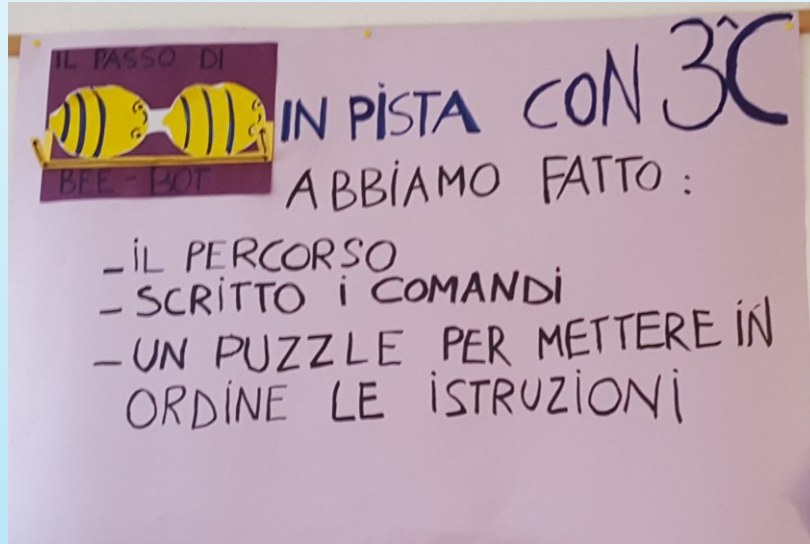 IL PASSO DI
BEE-BOT
IN PISTA CON 3^C
ABBIAMO FATTO:
- IL PERCORSO
- SCRITTO I COMANDI
- UN PUZZLE PER METTERE IN
ORDINE LE ISTRUZIONI